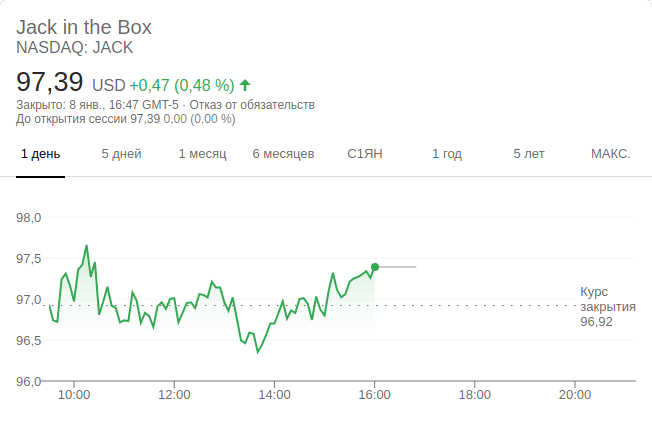 Jack in the Box
NASDAQ: JACK
97,39 USD +0,47 (0,48 %)
Закрыто: 8 янв., 16:47 GMT-5 · Отказ от обязательств
До открытия сессии 97,39 0,00 (0,00 %)
1 день 5 дней 1 месяц 6 месяцев С1ЯН 1 год 5 лет МАКС.
98,0
97,5
97,0
96,5
96,0
Курс
закрытия
96,92
10:00 12:00 14:00 16:00 18:00 20:00